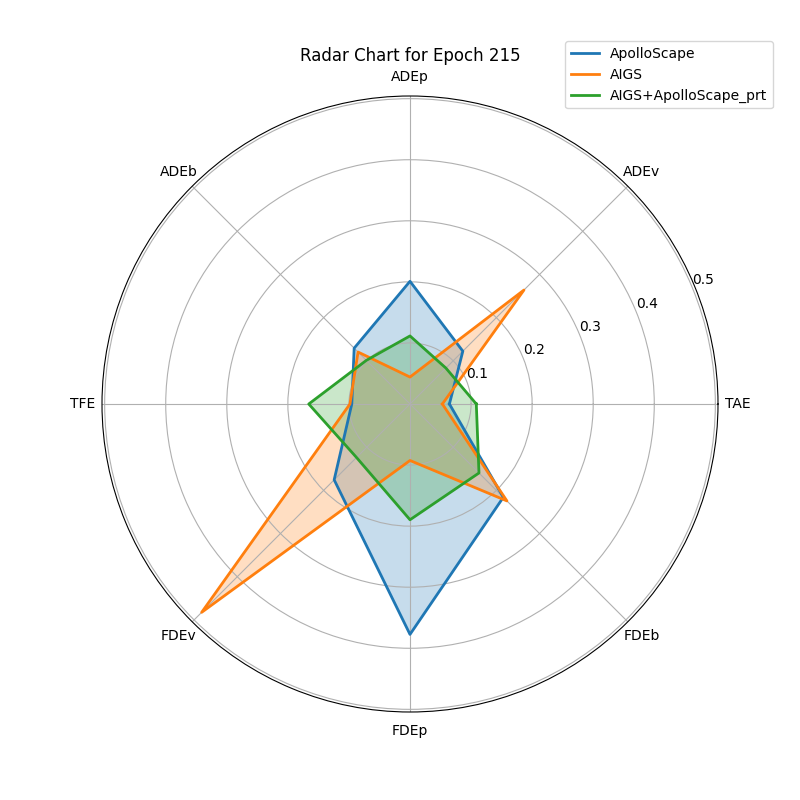 Radar Chart for Epoch 215
ApolloScape
AIGS
AIGS+ApolloScape_prt
ADEp
ADEb
ADEv
0.5
0.4
0.3
0.2
0.1
TFE
TAE
FDEv
FDEb
FDEp